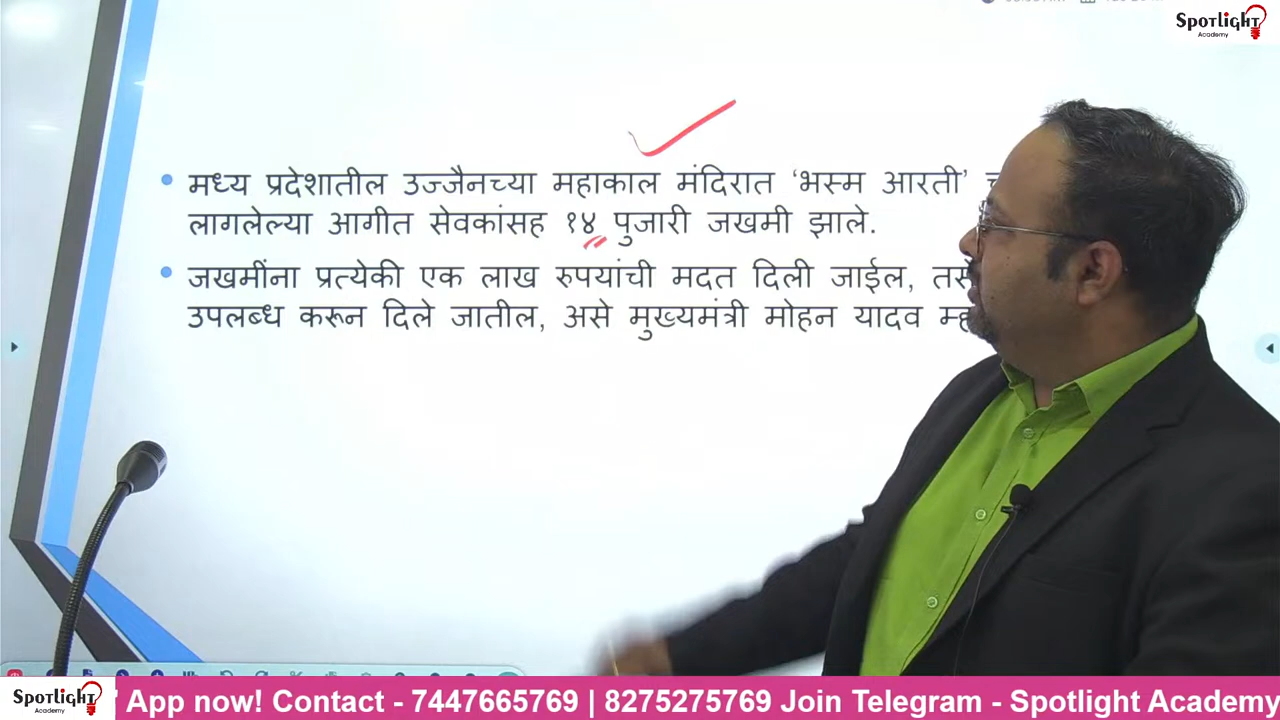 Spotlight
Academy
मध्य प्रदेशातील उज्जैनच्या महाकाल मंदिरात ‘भस्म आरती’
लागलेल्या आगीत सेवकांसह १४ पुजारी जखमी झाले.
जखमींना प्रत्येकी एक लाख रुपयांची मदत दिली जाईल,
उपलब्ध करून दिले जातील, असे मुख्यमंत्री मोहन यादव
Spotlight
Academy
App now! Contact - 7447665769 | 8275275769 Join Telegram - Spotlight Academy